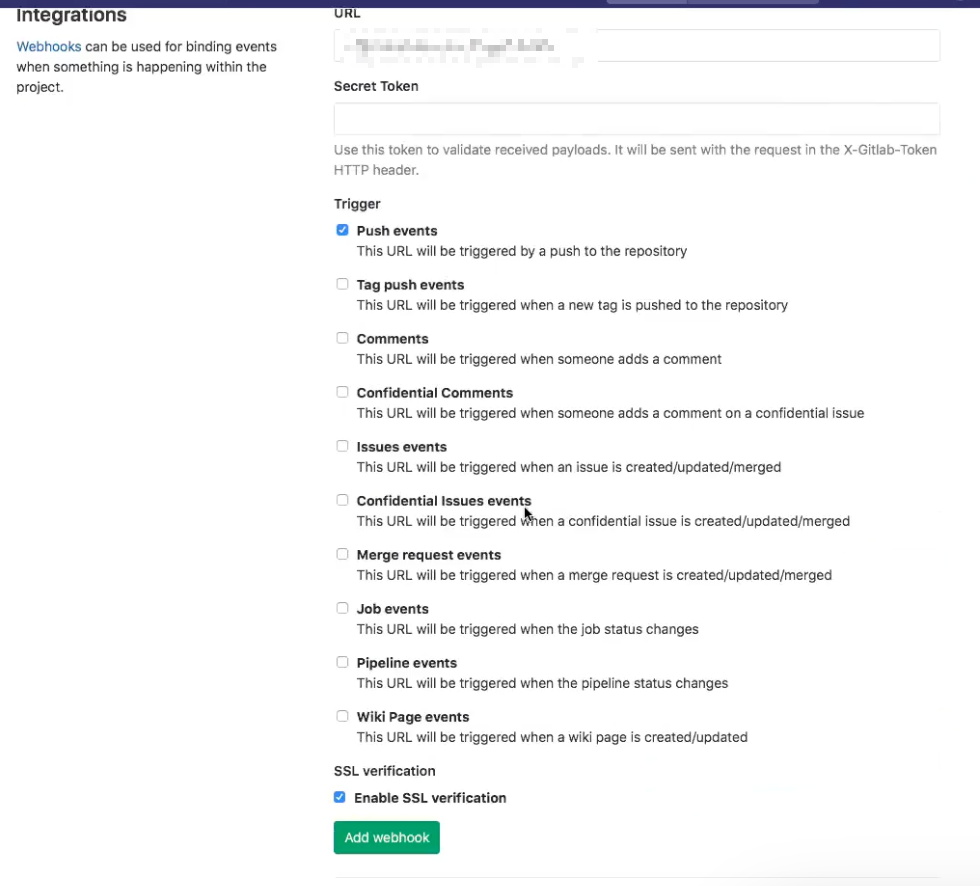 Integrations
Webhooks can be used for binding events
when something is happening within the
project.
URL
Secret Token
Use this token to validate received payloads. It will be sent with the request in the X-Gitlab-Token
HTTP header.
Trigger
Push events
This URL will be triggered by a push to the repository
Tag push events
This URL will be triggered when a new tag is pushed to the repository
Comments
This URL will be triggered when someone adds a comment
Confidential Comments
This URL will be triggered when someone adds a comment on a confidential issue
Issues events
This URL will be triggered when an issue is created/updated/merged
Confidential Issues events
This URL will be triggered when a confidential issue is created/updated/merged
Merge request events
This URL will be triggered when a merge request is created/updated/merged
Job events
This URL will be triggered when the job status changes
Pipeline events
This URL will be triggered when the pipeline status changes
Wiki Page events
This URL will be triggered when a wiki page is created/updated
SSL verification
Enable SSL verification
Add webhook